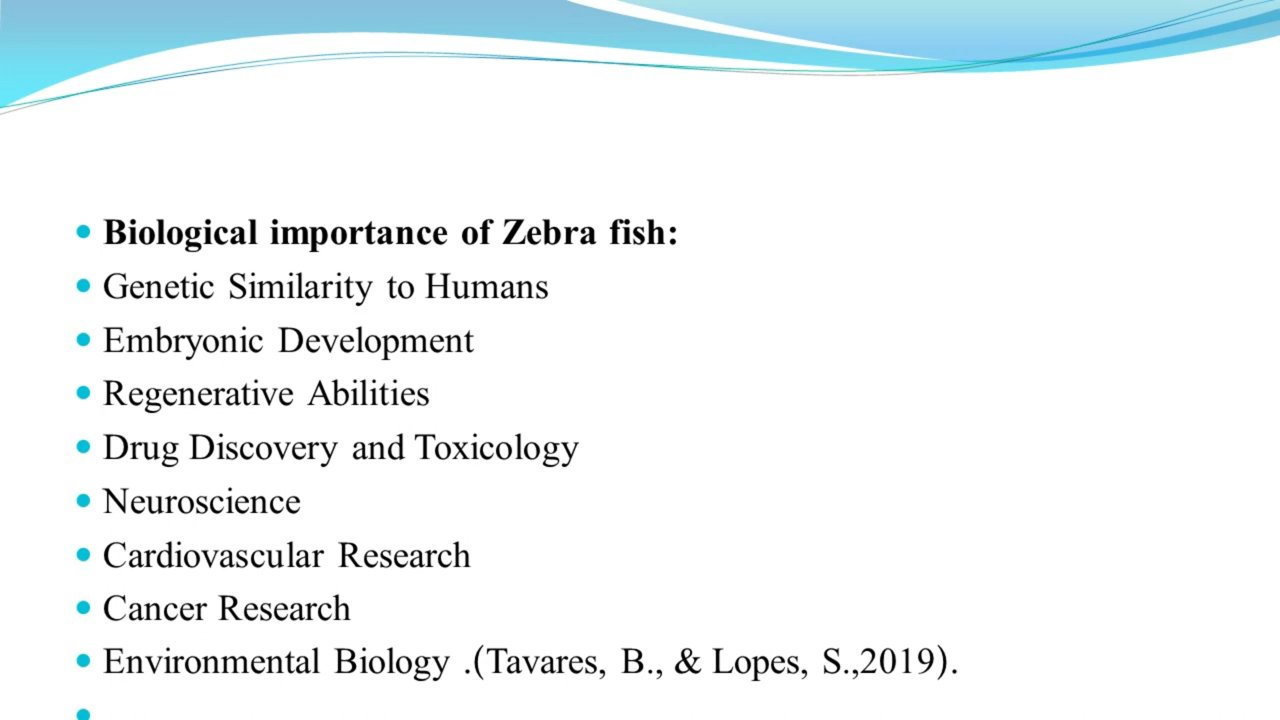 Biological importance of Zebra fish:
Genetic Similarity to Humans
Embryonic Development
Regenerative Abilities
Drug Discovery and Toxicology
Neuroscience
Cardiovascular Research
Cancer Research
Environmental Biology .(Tavares, B., & Lopes, S.,2019).